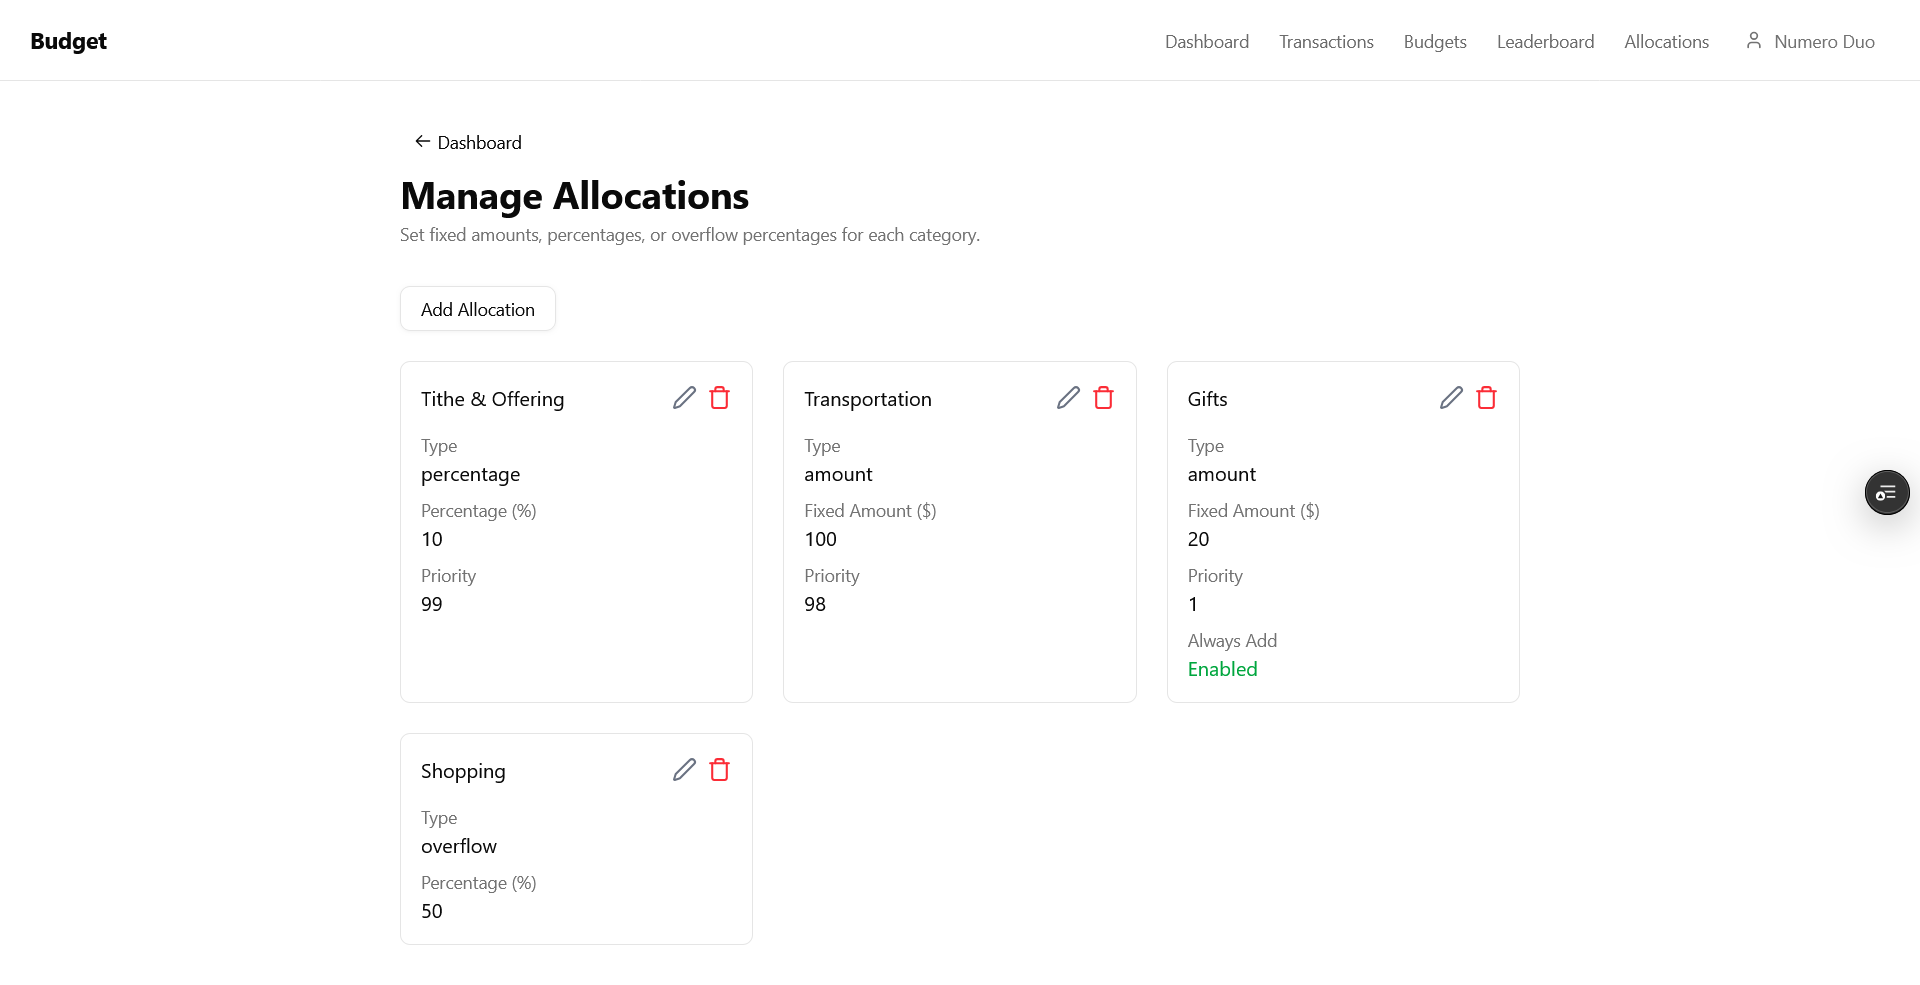 Budget
Dashboard
Transactions
Budgets
Leaderboard
Allocations
Numero Duo
Dashboard
Manage Allocations
Set fixed amounts, percentages, or overflow percentages for each category.
Add Allocation
Tithe & Offering
Type
percentage
Percentage (%)
10
Priority
99
Transportation
Type
amount
Fixed Amount ($)
100
Priority
98
Gifts
Type
amount
Fixed Amount ($)
20
Priority
1
Always Add
Enabled
Shopping
Type
overflow
Percentage (%)
50